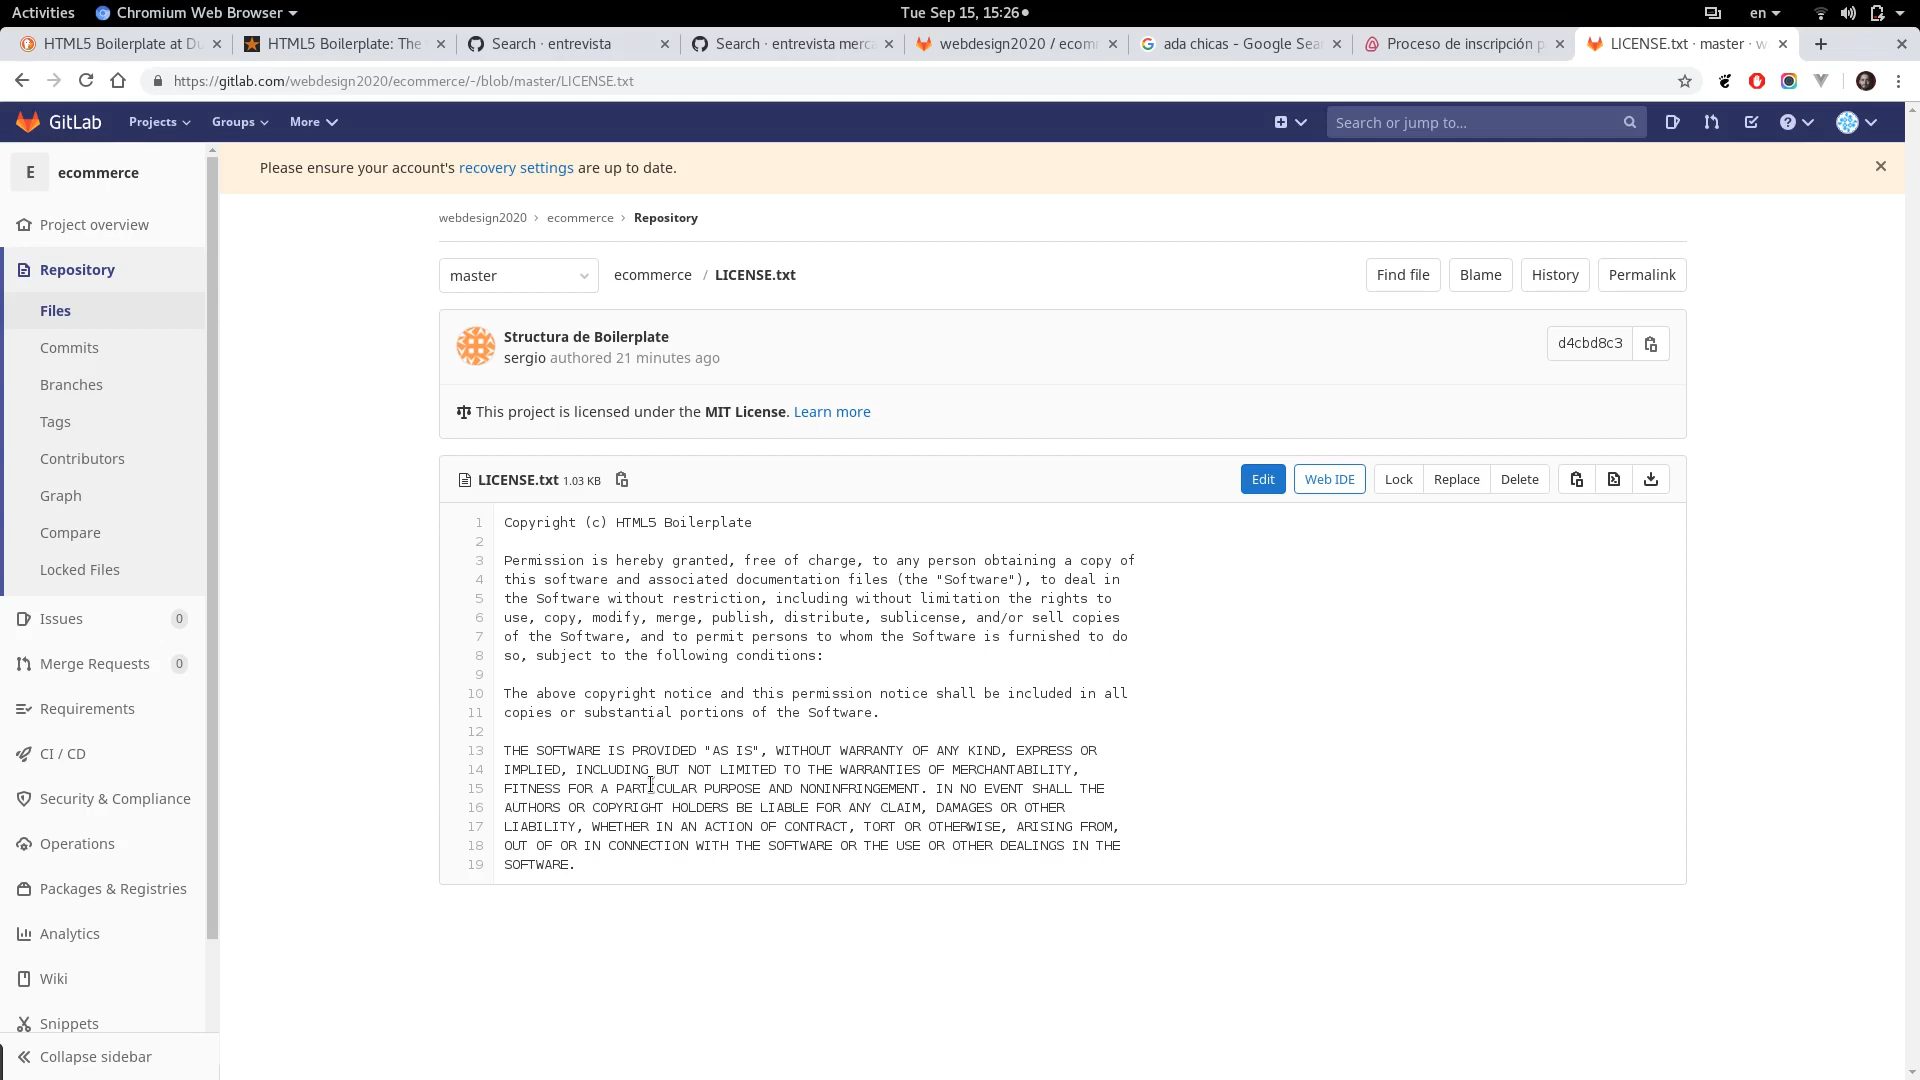 Activities Chromium Web Browser Tue Sep 15, 15:26 en
HTML5 Boilerplate at Du HTML5 Boilerplate: The Search · entrevista Search · entrevista merca webdesign2020 / ecomm ada chicas - Google Sear Proceso de inscripción p LICENSE.txt · master · w
https://gitlab.com/webdesign2020/ecommerce/-/blob/master/LICENSE.txt
GitLab Projects Groups More Search or jump to...
E ecommerce
Please ensure your account's recovery settings are up to date.
Project overview
Repository
Files
Commits
Branches
Tags
Contributors
Graph
Compare
Locked Files
Issues 0
Merge Requests 0
Requirements
CI / CD
Security & Compliance
Operations
Packages & Registries
Analytics
Wiki
Snippets
Collapse sidebar
webdesign2020 › ecommerce › Repository
master ecommerce / LICENSE.txt Find file Blame History Permalink
Structura de Boilerplate
sergio authored 21 minutes ago
d4cbd8c3
This project is licensed under the MIT License. Learn more
LICENSE.txt 1.03 KB Edit Web IDE Lock Replace Delete
1 Copyright (c) HTML5 Boilerplate
2
3 Permission is hereby granted, free of charge, to any person obtaining a copy of
4 this software and associated documentation files (the "Software"), to deal in
5 the Software without restriction, including without limitation the rights to
6 use, copy, modify, merge, publish, distribute, sublicense, and/or sell copies
7 of the Software, and to permit persons to whom the Software is furnished to do
8 so, subject to the following conditions:
9
10 The above copyright notice and this permission notice shall be included in all
11 copies or substantial portions of the Software.
12
13 THE SOFTWARE IS PROVIDED "AS IS", WITHOUT WARRANTY OF ANY KIND, EXPRESS OR
14 IMPLIED, INCLUDING BUT NOT LIMITED TO THE WARRANTIES OF MERCHANTABILITY,
15 FITNESS FOR A PARTICULAR PURPOSE AND NONINFRINGEMENT. IN NO EVENT SHALL THE
16 AUTHORS OR COPYRIGHT HOLDERS BE LIABLE FOR ANY CLAIM, DAMAGES OR OTHER
17 LIABILITY, WHETHER IN AN ACTION OF CONTRACT, TORT OR OTHERWISE, ARISING FROM,
18 OUT OF OR IN CONNECTION WITH THE SOFTWARE OR THE USE OR OTHER DEALINGS IN THE
19 SOFTWARE.